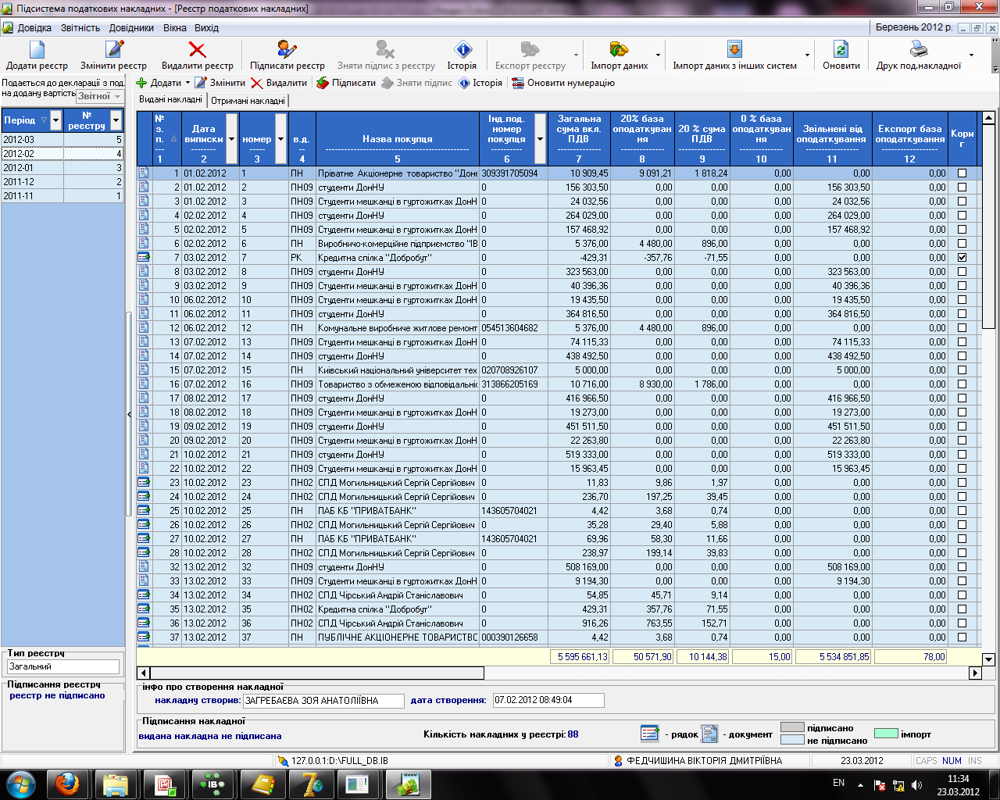 Підсистема податкових накладних - [Реєстр податкових накладних]
Довідка Звітність Довідники Вікна Вихід Березень 2012 р.
Додати реєстр Змінити реєстр Видалити реєстр Підписати реєстр Зняти підпис з реєстру Історія Експорт реєстру Імпорт даних Імпорт даних з інших систем Оновити Друк под.накладної
Подається до декларації з под.
на додану вартість Звітної
Додати Змінити Видалити Підписати Зняти підпис Історія Оновити нумерацію
Видані накладні Отримані накладні
Період № реєстру
2012-03 5
2012-02 4
2012-01 3
2011-12 2
2011-11 1
№ з. п. Дата виписки номер в.д. Назва покупця Інд.под. номер покупця Загальна сума вкл. ПДВ 20% база оподаткуван ня 20 % сума ПДВ 0 % база оподаткуван ня Звільнені від оподаткування Експорт база оподаткування Кори г
1 2 3 4 5 6 7 8 9 10 11 12
1 01.02.2012 1 ПН Приватне Акціонерне товариство "Доне 309391705094 10 909,45 9 091,21 1 818,24 0,00 0,00 0,00
2 01.02.2012 2 ПН09 студенти ДонНУ 0 156 303,50 0,00 0,00 0,00 156 303,50 0,00
3 01.02.2012 3 ПН09 Студенти мешканці в гуртожитках ДонН 0 24 032,56 0,00 0,00 0,00 24 032,56 0,00
4 02.02.2012 4 ПН09 студенти ДонНУ 0 264 029,00 0,00 0,00 0,00 264 029,00 0,00
5 02.02.2012 5 ПН09 Студенти мешканці в гуртожитках ДонН 0 157 468,92 0,00 0,00 0,00 157 468,92 0,00
6 02.02.2012 6 ПН Виробничо-комерційне підприємство "ІВ 0 5 376,00 4 480,00 896,00 0,00 0,00 0,00
7 03.02.2012 7 РК Кредитна спілка "Добробут" 0 -429,31 -357,76 -71,55 0,00 0,00 0,00
8 03.02.2012 8 ПН09 студенти ДонНУ 0 323 563,00 0,00 0,00 0,00 323 563,00 0,00
9 03.02.2012 9 ПН09 Студенти мешканці в гуртожитках ДонН 0 40 396,36 0,00 0,00 0,00 40 396,36 0,00
10 06.02.2012 10 ПН09 Студенти мешканці в гуртожитках ДонН 0 19 435,50 0,00 0,00 0,00 19 435,50 0,00
11 06.02.2012 11 ПН09 студенти ДонНУ 0 364 816,50 0,00 0,00 0,00 364 816,50 0,00
12 06.02.2012 12 ПН Комунальне виробниче житлове ремонт 054513604682 5 376,00 4 480,00 896,00 0,00 0,00 0,00
13 07.02.2012 13 ПН09 Студенти мешканці в гуртожитках ДонН 0 74 115,33 0,00 0,00 0,00 74 115,33 0,00
14 07.02.2012 14 ПН09 студенти ДонНУ 0 438 492,50 0,00 0,00 0,00 438 492,50 0,00
15 07.02.2012 15 ПН Київський національний університет тех 020708926107 5 000,00 0,00 0,00 0,00 5 000,00 0,00
16 07.02.2012 16 ПН09 Товариство з обмеженою відповідальніс 313866205169 10 716,00 8 930,00 1 786,00 0,00 0,00 0,00
17 08.02.2012 17 ПН09 студенти ДонНУ 0 416 966,50 0,00 0,00 0,00 416 966,50 0,00
18 08.02.2012 18 ПН09 Студенти мешканці в гуртожитках ДонН 0 19 273,00 0,00 0,00 0,00 19 273,00 0,00
19 09.02.2012 19 ПН09 студенти ДонНУ 0 451 511,50 0,00 0,00 0,00 451 511,50 0,00
20 09.02.2012 20 ПН09 Студенти мешканці в гуртожитках ДонН 0 22 263,80 0,00 0,00 0,00 22 263,80 0,00
21 10.02.2012 21 ПН09 студенти ДонНУ 0 519 333,00 0,00 0,00 0,00 519 333,00 0,00
22 10.02.2012 22 ПН09 Студенти мешканці в гуртожитках ДонН 0 15 963,45 0,00 0,00 0,00 15 963,45 0,00
23 10.02.2012 23 ПН02 СПД Могильницький Сергій Сергійович 0 11,83 9,86 1,97 0,00 0,00 0,00
24 10.02.2012 24 ПН02 СПД Могильницький Сергій Сергійович 0 236,70 197,25 39,45 0,00 0,00 0,00
25 10.02.2012 25 ПН ПАБ КБ "ПРИВАТБАНК" 143605704021 4,42 3,68 0,74 0,00 0,00 0,00
26 10.02.2012 26 ПН02 СПД Могильницький Сергій Сергійович 0 35,28 29,40 5,88 0,00 0,00 0,00
27 10.02.2012 27 ПН ПАБ КБ "ПРИВАТБАНК" 143605704021 69,96 58,30 11,66 0,00 0,00 0,00
28 10.02.2012 28 ПН02 СПД Могильницький Сергій Сергійович 0 238,97 199,14 39,83 0,00 0,00 0,00
32 13.02.2012 32 ПН09 студенти ДонНУ 0 508 169,00 0,00 0,00 0,00 508 169,00 0,00
33 13.02.2012 33 ПН09 Студенти мешканці в гуртожитках ДонН 0 9 194,30 0,00 0,00 0,00 9 194,30 0,00
34 13.02.2012 34 ПН02 СПД Чірський Андрій Станіславович 0 54,85 45,71 9,14 0,00 0,00 0,00
35 13.02.2012 35 ПН02 Кредитна спілка "Добробут" 0 429,31 357,76 71,55 0,00 0,00 0,00
36 13.02.2012 36 ПН02 СПД Чірський Андрій Станіславович 0 916,26 763,55 152,71 0,00 0,00 0,00
37 13.02.2012 37 ПН ПУБЛІЧНЕ АКЦІОНЕРНЕ ТОВАРИСТВО 000390126658 4,42 3,68 0,74 0,00 0,00 0,00
5 595 661,13 50 571,90 10 144,38 15,00 5 534 851,85 78,00
Тип реєстру
Загальний
Підписання реєстру
реєстр не підписано
інфо про створення накладної
накладну створив: ЗАГРЕБАЄВА ЗОЯ АНАТОЛІЇВНА дата створення: 07.02.2012 08:49:04
Підписання накладної
видана накладна не підписана Кількість накладних у реєстрі: 88 - рядок - документ підписано не підписано імпорт
127.0.0.1:D:\FULL_DB.IB ФЕДЧИШИНА ВІКТОРІЯ ДМИТРІЇВНА 23.03.2012 CAPS NUM INS
IB
EN 11:34
23.03.2012